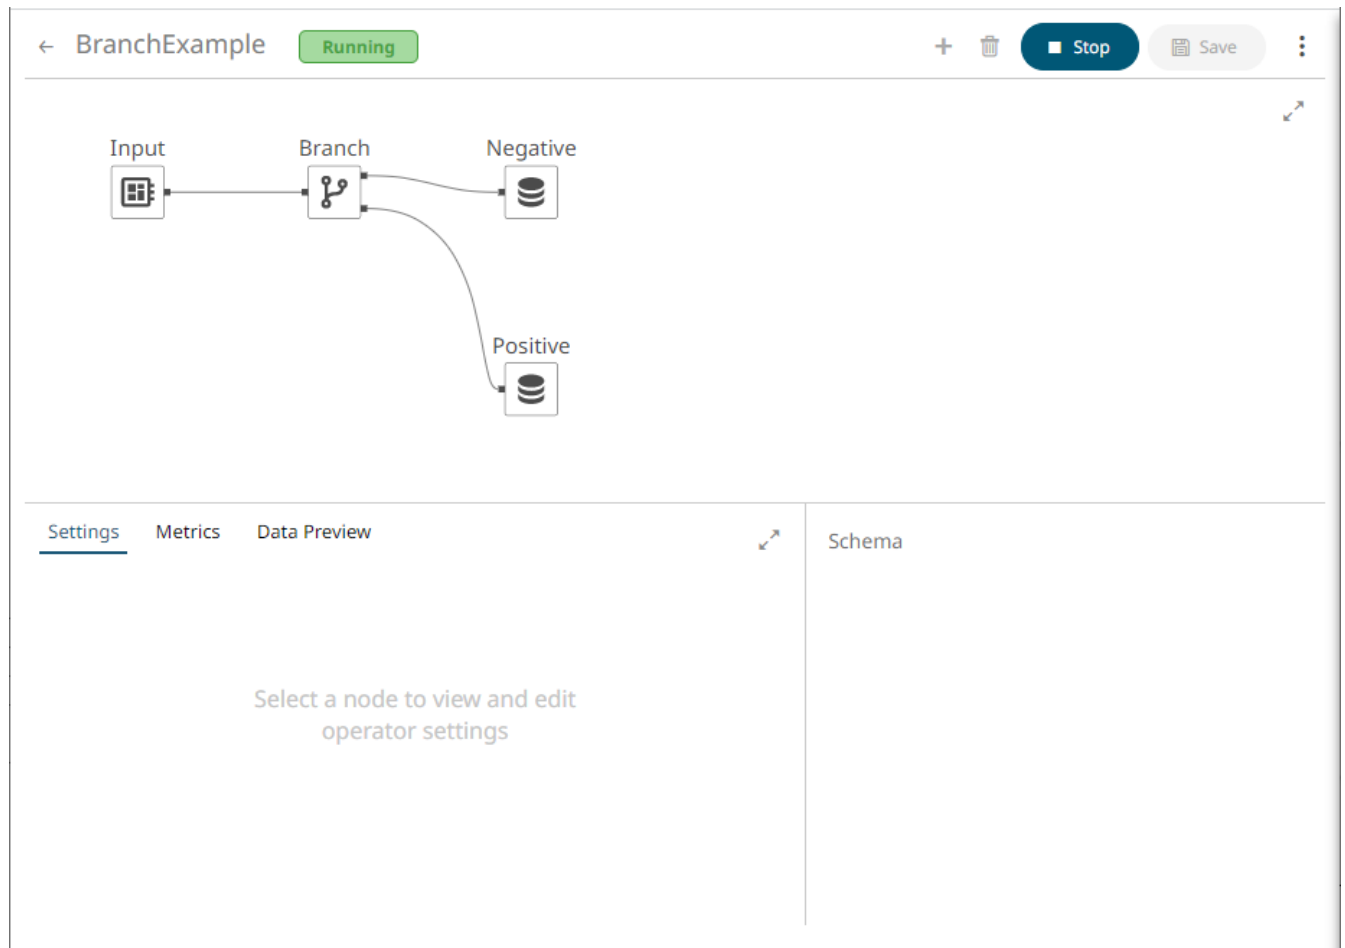 BranchExample
Running
Stop
Save
Input
Branch
Negative
Positive
Settings
Metrics
Data Preview
Schema
Select a node to view and edit
operator settings